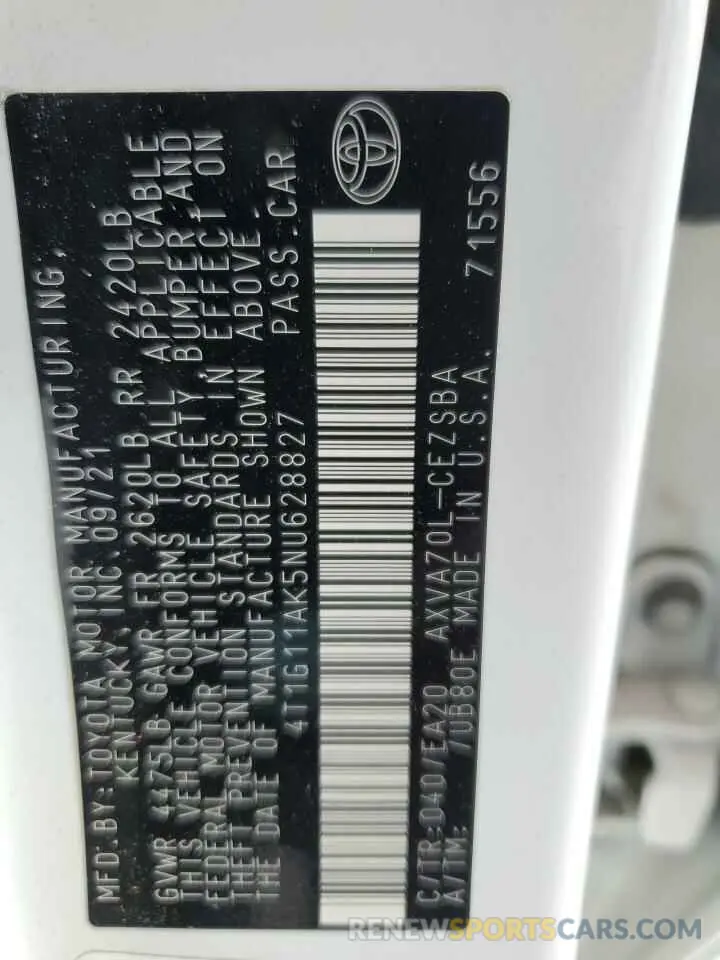 MFD.BY:TOYOTA MOTOR MANUFACTURING,
KENTUCKY, INC.09/21
GVWR 4475LB GAWR FR 2620LB RR 2420LB
THIS VEHICLE CONFORMS TO ALL APPLICABLE
FEDERAL MOTOR VEHICLE SAFETY,BUMPER,AND
THEFT PREVENTION STANDARDS IN EFFECT ON
THE DATE OF MANUFACTURE SHOWN ABOVE.
4T1G11AK5NU628827 PASS.CAR
C/TR:040/EA20 AXVA70L-CEZSBA
A/TM: /UB80E MADE IN U.S.A. 71556
RENEWSPORTSCARS.COM